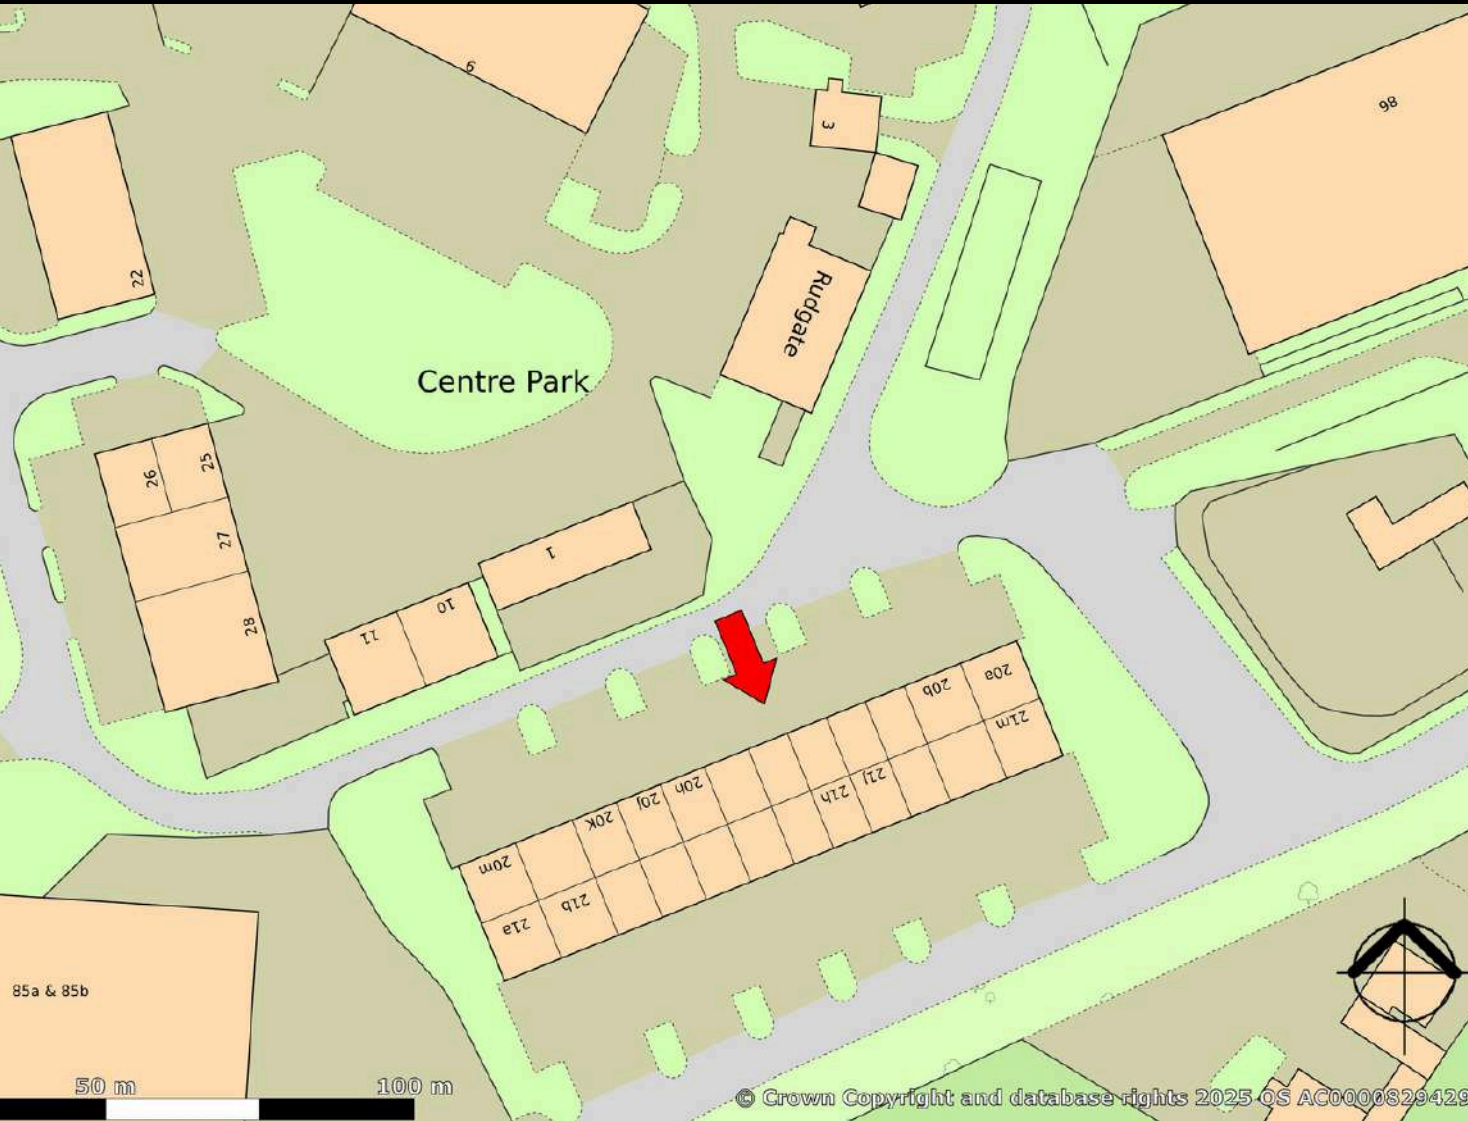 6
3
98
Rudgate
22
Centre Park
25
26
27
1
10
11
28
20a
20b
21m
20h
20j
21j
21h
20K
20m
21b
21a
85a & 85b
50 m
100 m
© Crown Copyright and database rights 2025 OS AC0000829429